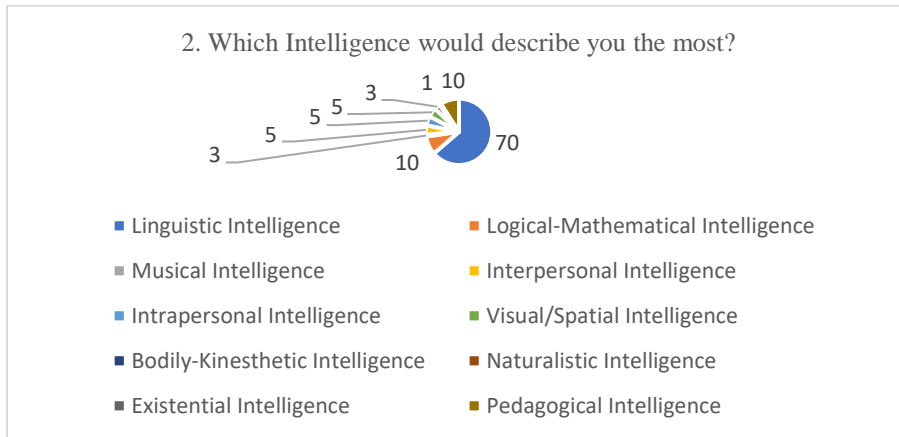 2. Which Intelligence would describe you the most?
1 10
3
5
5
5
3
10
70
Linguistic Intelligence
Logical-Mathematical Intelligence
Musical Intelligence
Interpersonal Intelligence
Intrapersonal Intelligence
Visual/Spatial Intelligence
Bodily-Kinesthetic Intelligence
Naturalistic Intelligence
Existential Intelligence
Pedagogical Intelligence